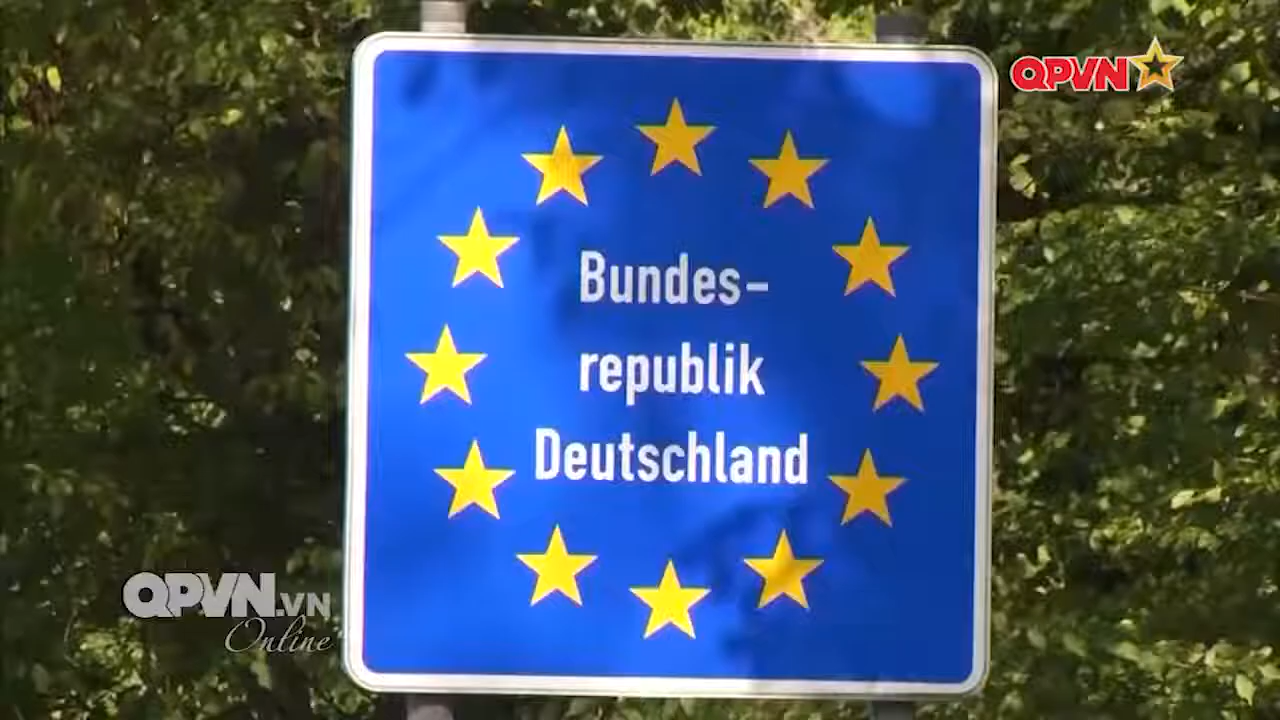 QPVN
Bundes-
republik
Deutschland
QPVN.VN
Online